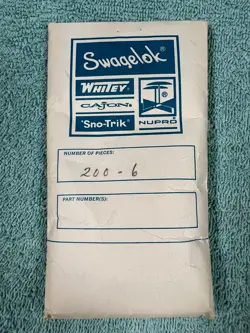 Swagelok®
WHITEY®
CAJON®
'Sno-Trik'
NUPRO®
NUMBER OF PIECES:
200-6
PART NUMBER(S):